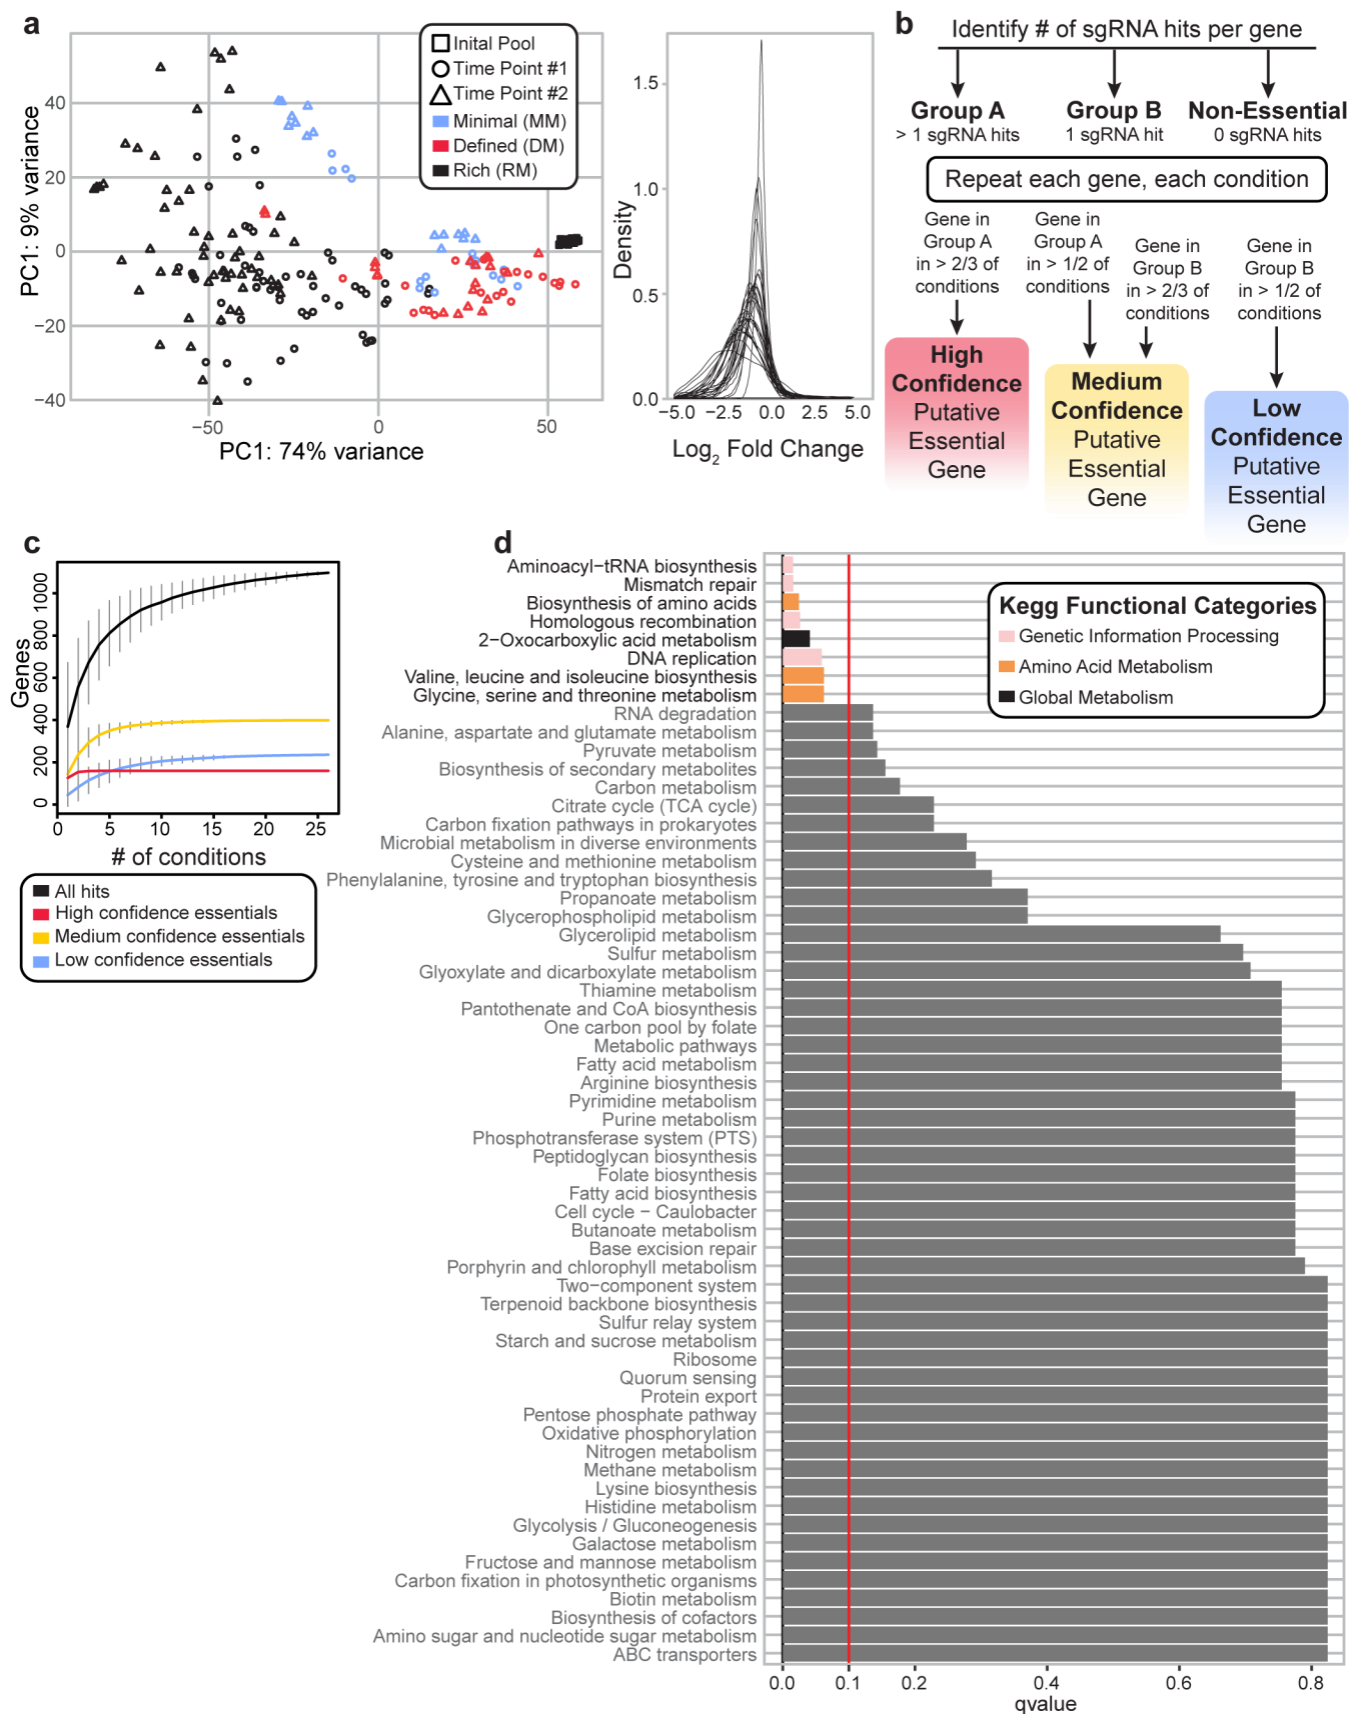 a
Inital Pool
Time Point #1
Time Point #2
Minimal (MM)
Defined (DM)
Rich (RM)
40
20
0
−20
−40
PC1: 9% variance
−50
0
50
PC1: 74% variance
1.5
1.0
0.5
0.0
Density
−5.0
−2.5
0.0
2.5
5.0
Log2 Fold Change
b
Identify # of sgRNA hits per gene
Group A
> 1 sgRNA hits
Group B
1 sgRNA hit
Non-Essential
0 sgRNA hits
Repeat each gene, each condition
Gene in
Group A
in > 2/3 of
conditions
Gene in
Group A
in > 1/2 of
conditions
Gene in
Group B
in > 2/3 of
conditions
Gene in
Group B
in > 1/2 of
conditions
High
Confidence
Putative
Essential
Gene
Medium
Confidence
Putative
Essential
Gene
Low
Confidence
Putative
Essential
Gene
c
Genes
0
200
400
600
800
1000
0
5
10
15
20
25
# of conditions
All hits
High confidence essentials
Medium confidence essentials
Low confidence essentials
d
Kegg Functional Categories
Genetic Information Processing
Amino Acid Metabolism
Global Metabolism
Aminoacyl−tRNA biosynthesis
Mismatch repair
Biosynthesis of amino acids
Homologous recombination
2−Oxocarboxylic acid metabolism
DNA replication
Valine, leucine and isoleucine biosynthesis
Glycine, serine and threonine metabolism
RNA degradation
Alanine, aspartate and glutamate metabolism
Pyruvate metabolism
Biosynthesis of secondary metabolites
Carbon metabolism
Citrate cycle (TCA cycle)
Carbon fixation pathways in prokaryotes
Microbial metabolism in diverse environments
Cysteine and methionine metabolism
Phenylalanine, tyrosine and tryptophan biosynthesis
Propanoate metabolism
Glycerophospholipid metabolism
Glycerolipid metabolism
Sulfur metabolism
Glyoxylate and dicarboxylate metabolism
Thiamine metabolism
Pantothenate and CoA biosynthesis
One carbon pool by folate
Metabolic pathways
Fatty acid metabolism
Arginine biosynthesis
Pyrimidine metabolism
Purine metabolism
Phosphotransferase system (PTS)
Peptidoglycan biosynthesis
Folate biosynthesis
Fatty acid biosynthesis
Cell cycle − Caulobacter
Butanoate metabolism
Base excision repair
Porphyrin and chlorophyll metabolism
Two−component system
Terpenoid backbone biosynthesis
Sulfur relay system
Starch and sucrose metabolism
Ribosome
Quorum sensing
Protein export
Pentose phosphate pathway
Oxidative phosphorylation
Nitrogen metabolism
Methane metabolism
Lysine biosynthesis
Histidine metabolism
Glycolysis / Gluconeogenesis
Galactose metabolism
Fructose and mannose metabolism
Carbon fixation in photosynthetic organisms
Biotin metabolism
Biosynthesis of cofactors
Amino sugar and nucleotide sugar metabolism
ABC transporters
0.0
0.1
0.2
0.4
0.6
0.8
qvalue